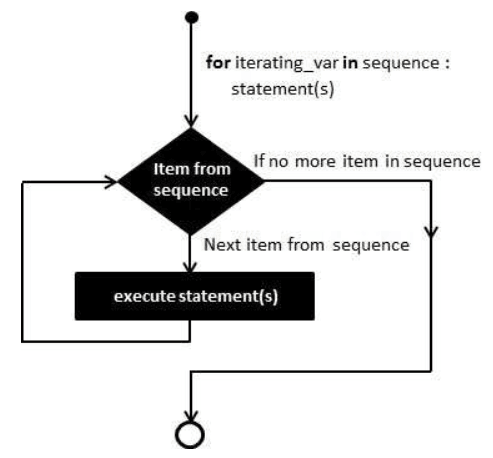 for iterating_var in sequence :
statement(s)
If no more item in sequence
Item from
sequence
Next item from sequence
execute statement(s)